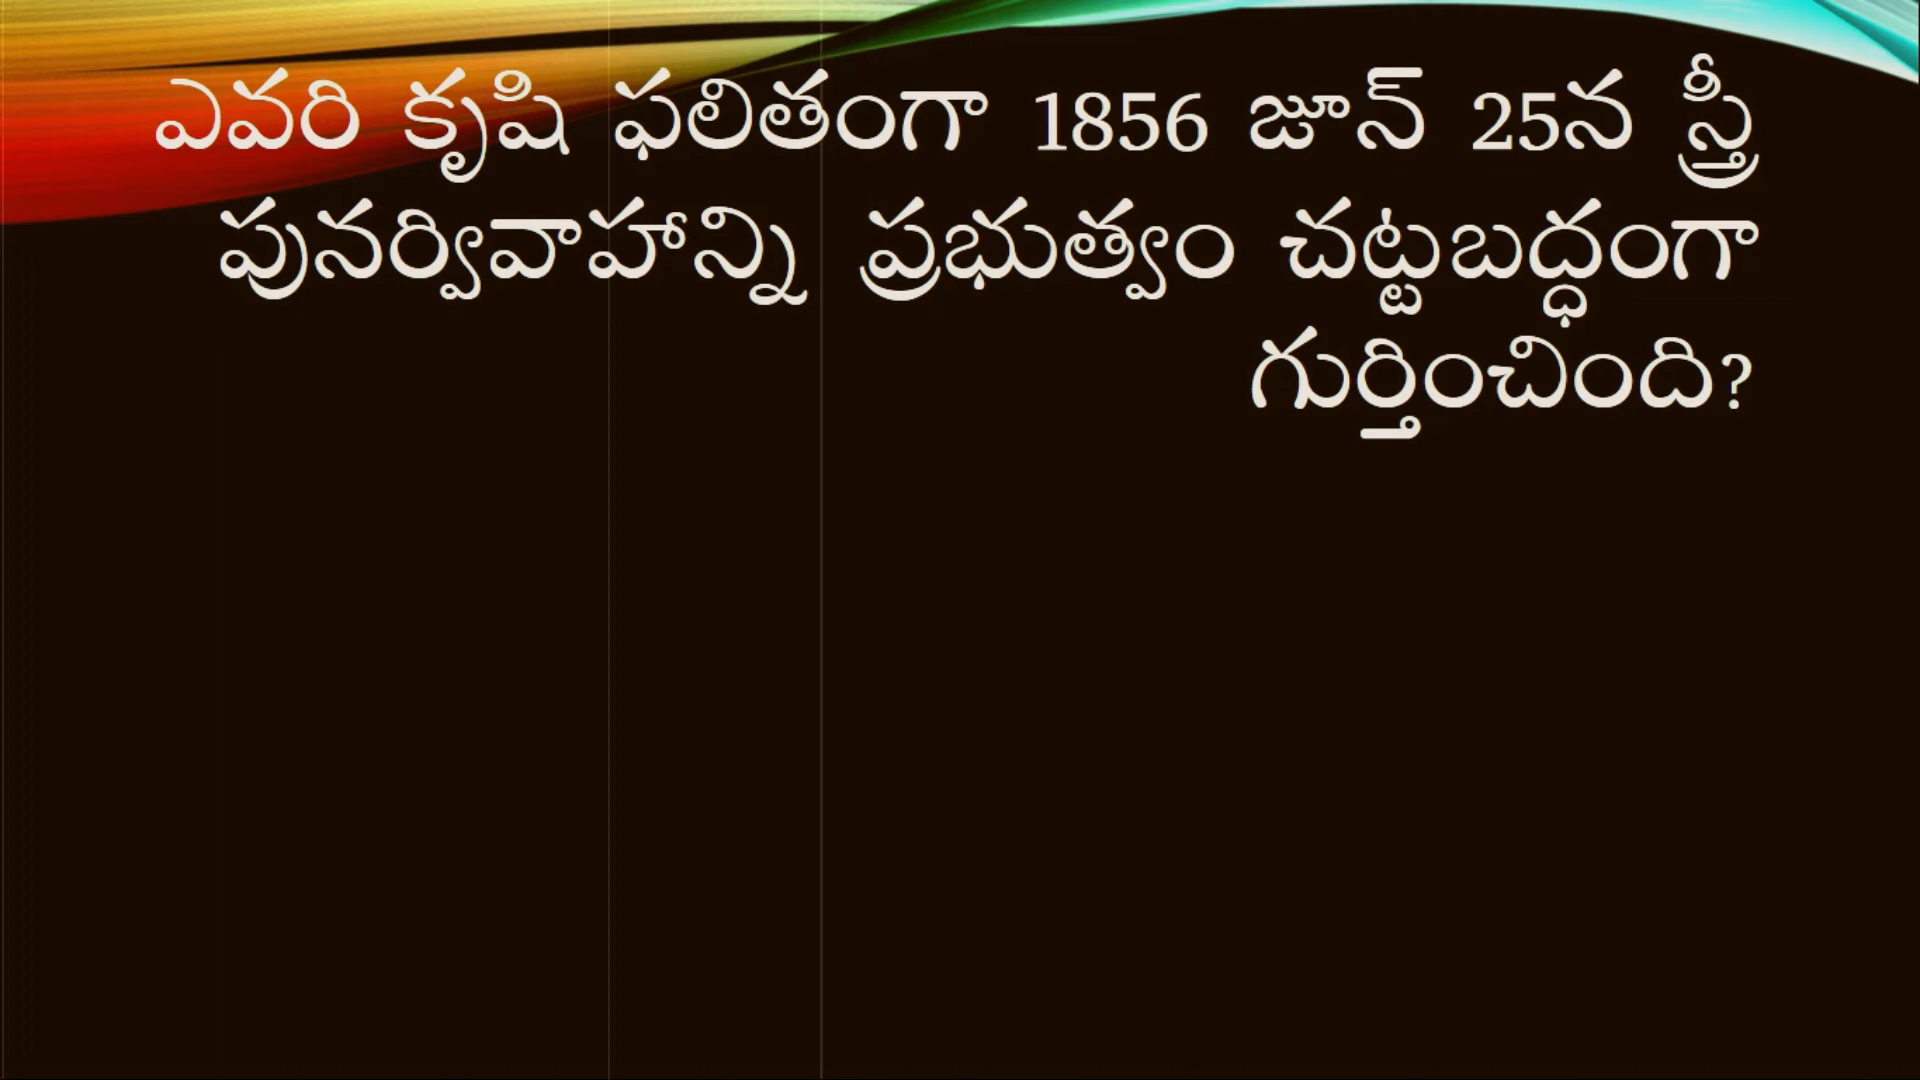 ఎవరి కృషి ఫలితంగా 1856 జూన్ 25న స్త్రీ
పునర్వివాహాన్ని ప్రభుత్వం చట్టబద్ధంగా
గుర్తించింది?